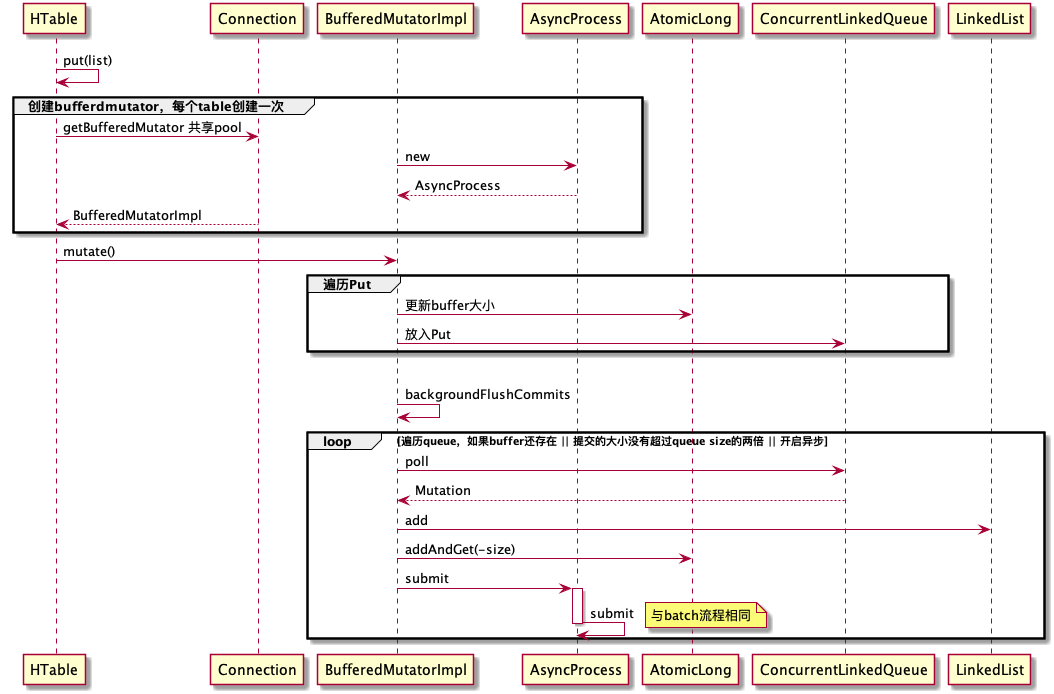 HTable Connection BufferedMutatorImpl AsyncProcess AtomicLong ConcurrentLinkedQueue LinkedList
put(list)
创建bufferdmutator，每个table创建一次
getBufferedMutator 共享pool
new
AsyncProcess
BufferedMutatorImpl
mutate()
遍历Put
更新buffer大小
放入Put
backgroundFlushCommits
loop [遍历queue，如果buffer还存在 || 提交的大小没有超过queue size的两倍 || 开启异步]
poll
Mutation
add
addAndGet(-size)
submit
submit 与batch流程相同
HTable Connection BufferedMutatorImpl AsyncProcess AtomicLong ConcurrentLinkedQueue LinkedList